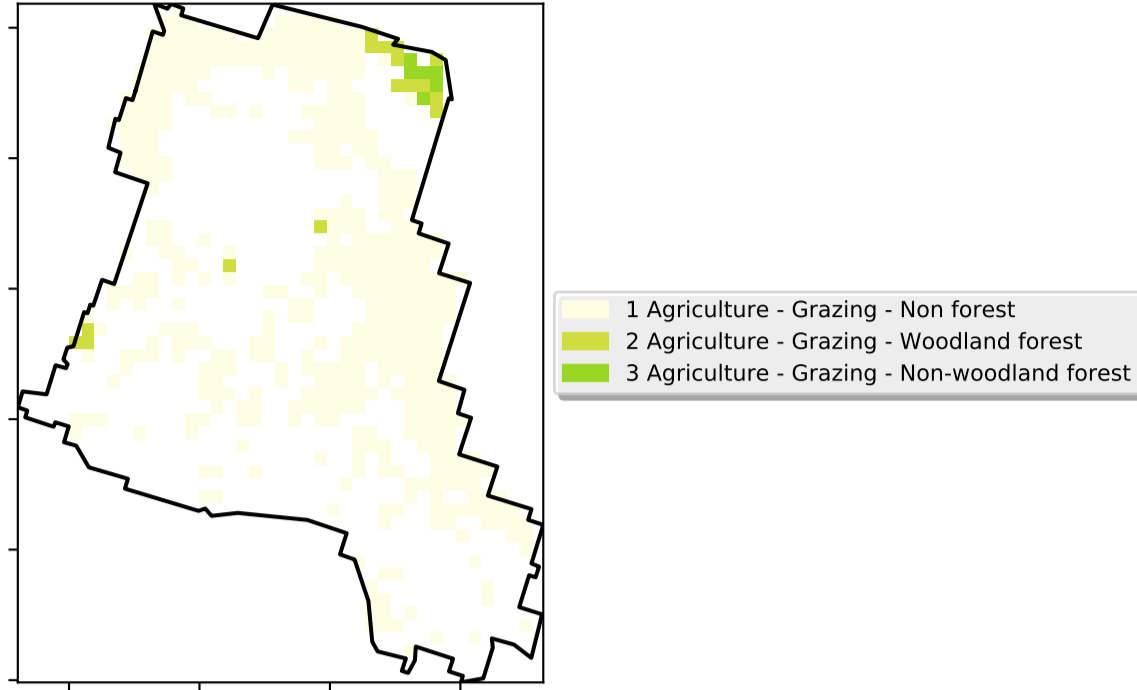 1 Agriculture - Grazing - Non forest
2 Agriculture - Grazing - Woodland forest
3 Agriculture - Grazing - Non-woodland forest